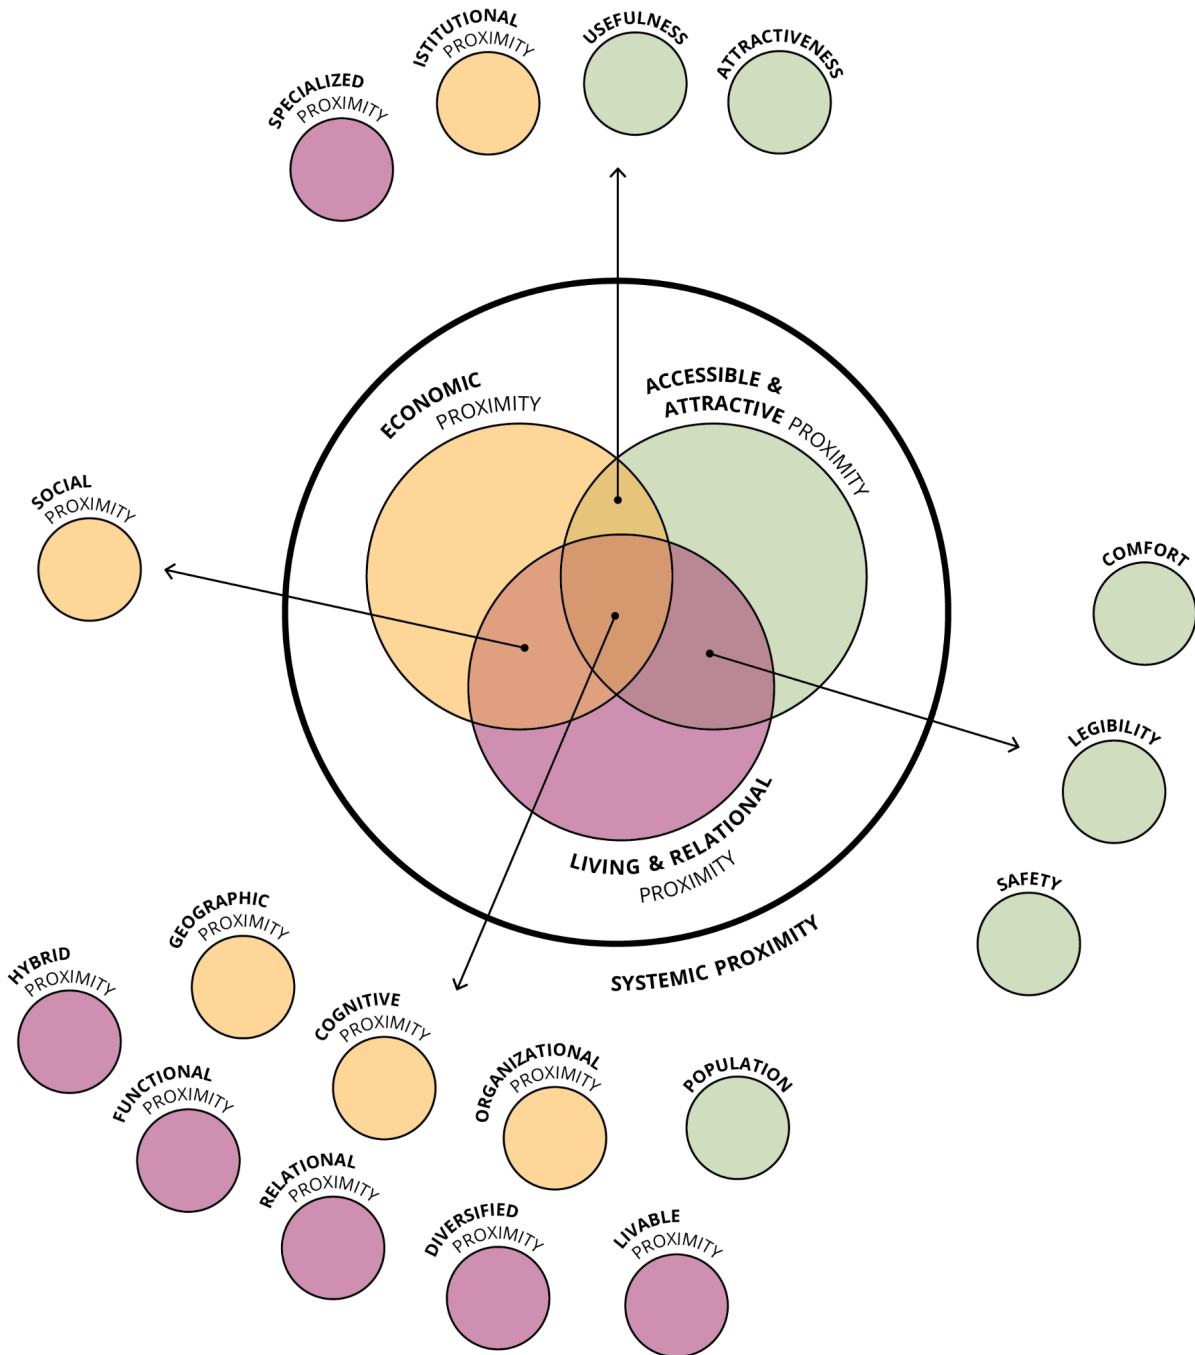 ISTITUTIONAL
PROXIMITY
USEFULNESS
ATTRACTIVENESS
SPECIALIZED
PROXIMITY
ECONOMIC
PROXIMITY
ACCESSIBLE &
ATTRACTIVE PROXIMITY
SOCIAL
PROXIMITY
COMFORT
LEGIBILITY
LIVING & RELATIONAL
PROXIMITY
SAFETY
SYSTEMIC PROXIMITY
GEOGRAPHIC
PROXIMITY
HYBRID
PROXIMITY
COGNITIVE
PROXIMITY
ORGANIZATIONAL
PROXIMITY
POPULATION
FUNCTIONAL
PROXIMITY
RELATIONAL
PROXIMITY
DIVERSIFIED
PROXIMITY
LIVABLE
PROXIMITY